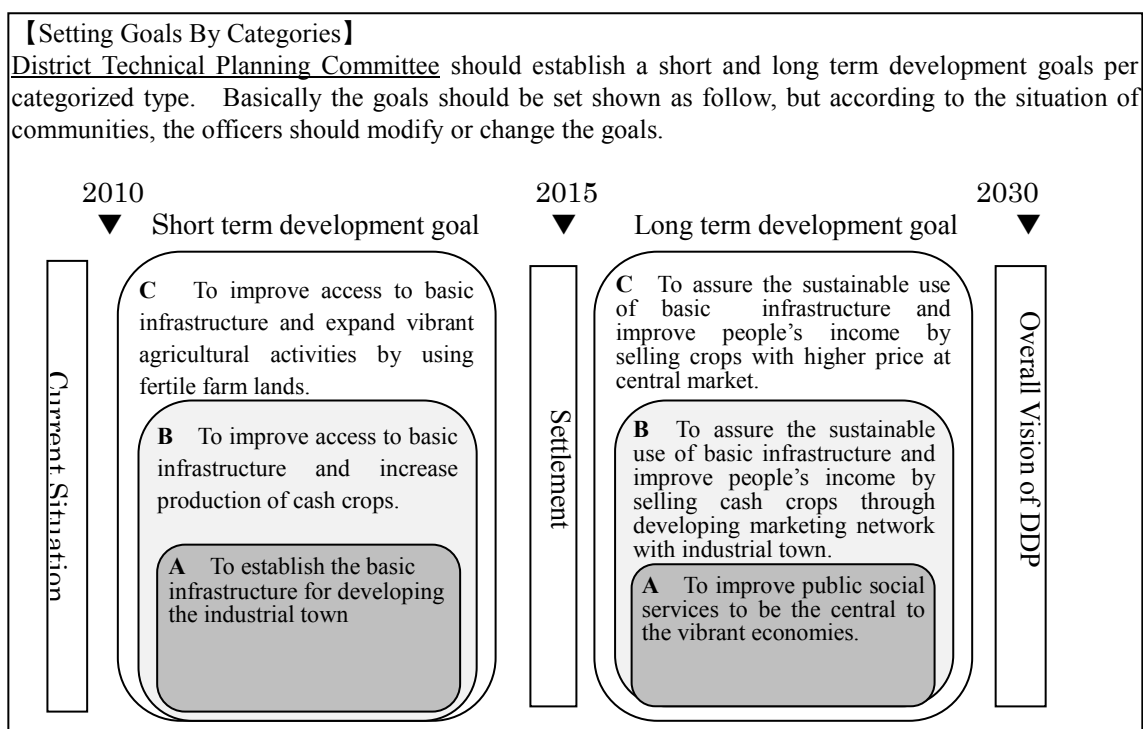 【Setting Goals By Categories】
District Technical Planning Committee should establish a short and long term development goals per
categorized type. Basically the goals should be set shown as follow, but according to the situation of
communities, the officers should modify or change the goals.
2010
2015
2030
▼ Short term development goal
▼ Long term development goal
▼
Current Situation
C To improve access to basic
infrastructure and expand vibrant
agricultural activities by using
fertile farm lands.
B To improve access to basic
infrastructure and increase
production of cash crops.
A To establish the basic
infrastructure for developing
the industrial town
Settlement
C To assure the sustainable use
of basic infrastructure and
improve people’s income by
selling crops with higher price at
central market.
B To assure the sustainable
use of basic infrastructure and
improve people’s income by
selling cash crops through
developing marketing network
with industrial town.
A To improve public social
services to be the central to
the vibrant economies.
Overall Vision of DDP